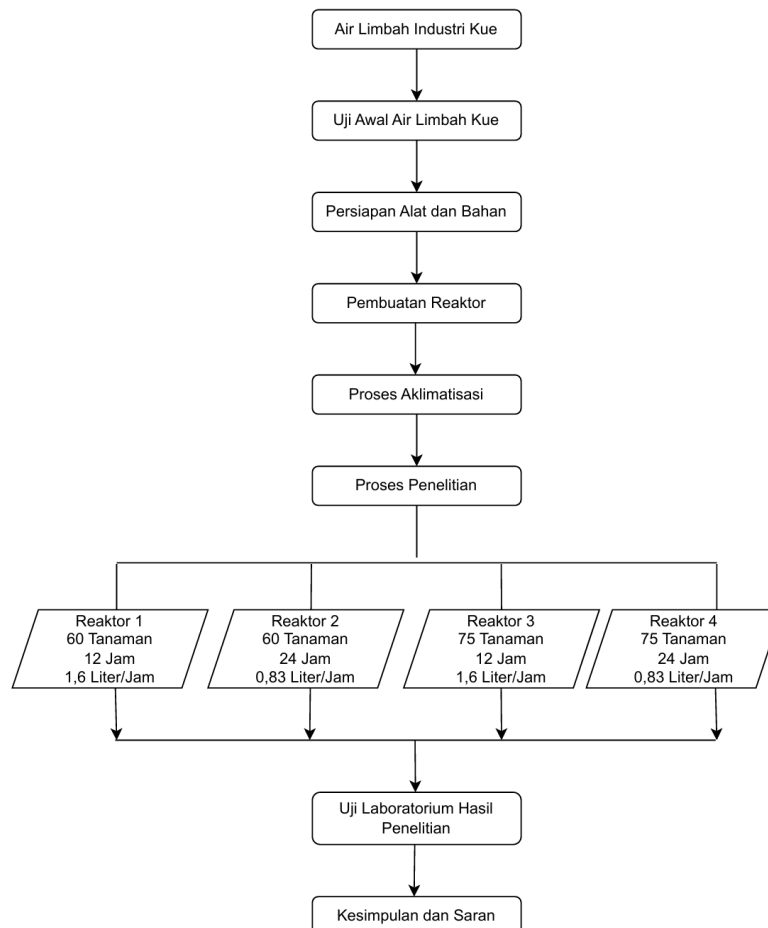 Air Limbah Industri Kue
Uji Awal Air Limbah Kue
Persiapan Alat dan Bahan
Pembuatan Reaktor
Proses Aklimatisasi
Proses Penelitian
Reaktor 1
60 Tanaman
12 Jam
1,6 Liter/Jam
Reaktor 2
60 Tanaman
24 Jam
0,83 Liter/Jam
Reaktor 3
75 Tanaman
12 Jam
1,6 Liter/Jam
Reaktor 4
75 Tanaman
24 Jam
0,83 Liter/Jam
Uji Laboratorium Hasil
Penelitian
Kesimpulan dan Saran